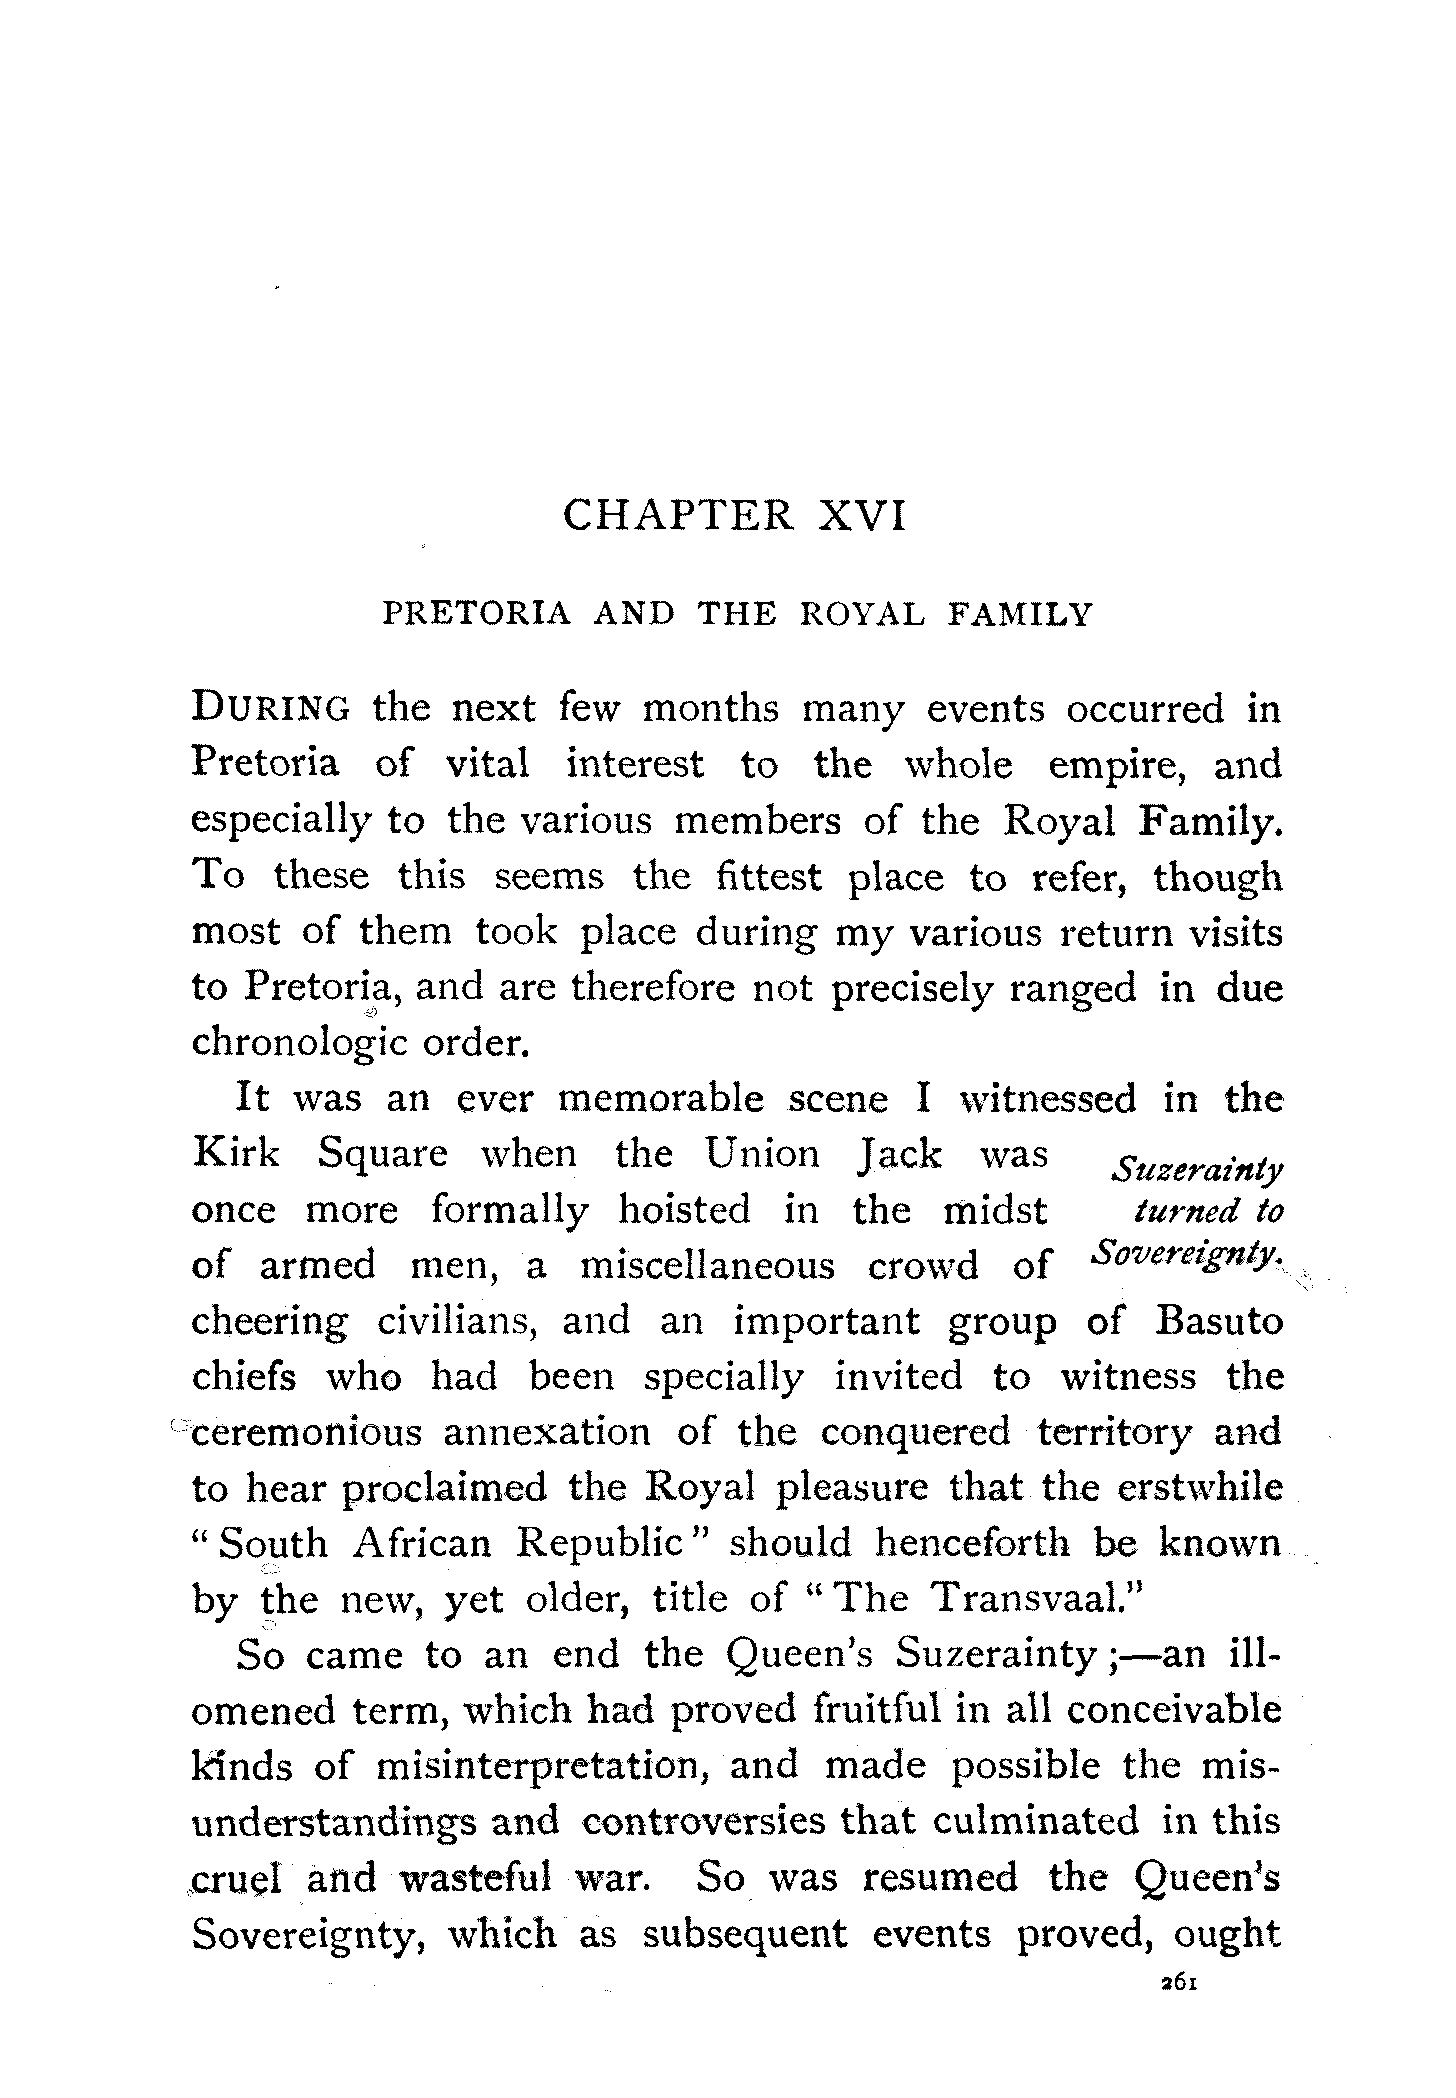 CHAPTER XVI
PRETORIA AND THE ROYAL FAMILY
DURING the next few months many events occurred in
Pretoria of vital interest to the whole empire, and
especially to the various members of the Royal Family.
To these this seems the fittest place to refer, though
most of them took place during my various return visits
to Pretoria, and are therefore not precisely ranged in due
chronologic order.
It was an ever memorable scene I witnessed in the
Kirk Square when the Union Jack was
once more formally hoisted in the midst
of armed men, a miscellaneous crowd of
Suzerainty
turned to
Sovereignty.
cheering civilians, and an important group of Basuto
chiefs who had been specially invited to witness the
ceremonious annexation of the conquered territory and
to hear proclaimed the Royal pleasure that the erstwhile
"South African Republic" should henceforth be known
by the new, yet older, title of "The Transvaal."
So came to an end the Queen's Suzerainty;—an ill-
omened term, which had proved fruitful in all conceivable
kinds of misinterpretation, and made possible the mis-
understandings and controversies that culminated in this
cruel and wasteful war. So was resumed the Queen's
Sovereignty, which as subsequent events proved, ought
261